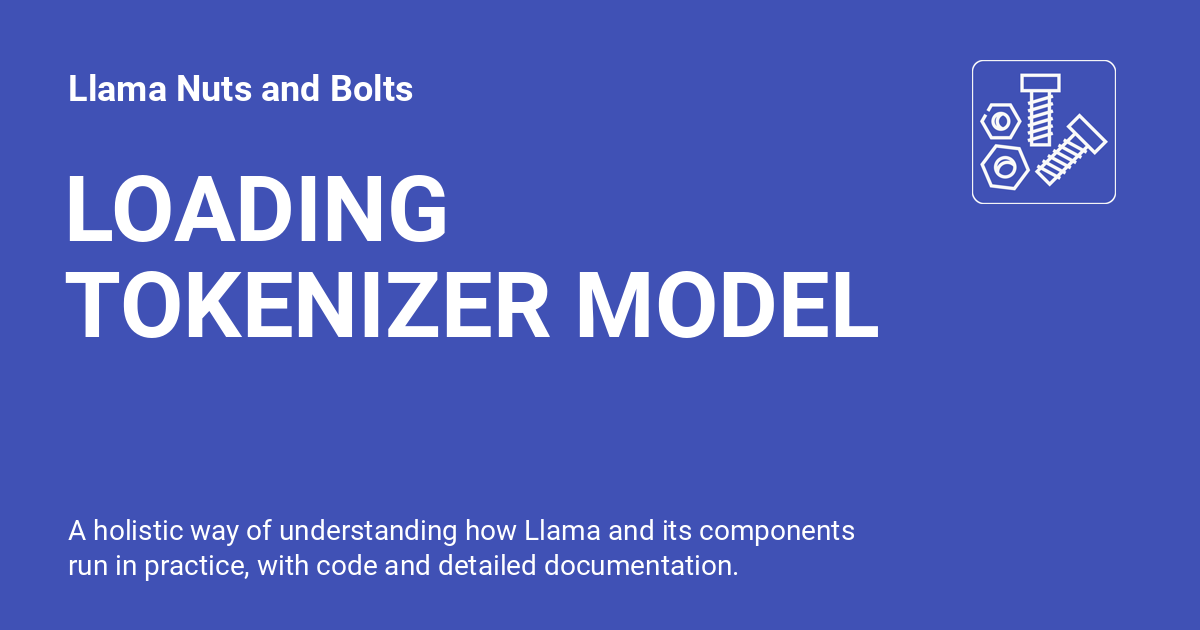 Llama Nuts and Bolts
LOADING
TOKENIZER MODEL
A holistic way of understanding how Llama and its components
run in practice, with code and detailed documentation.